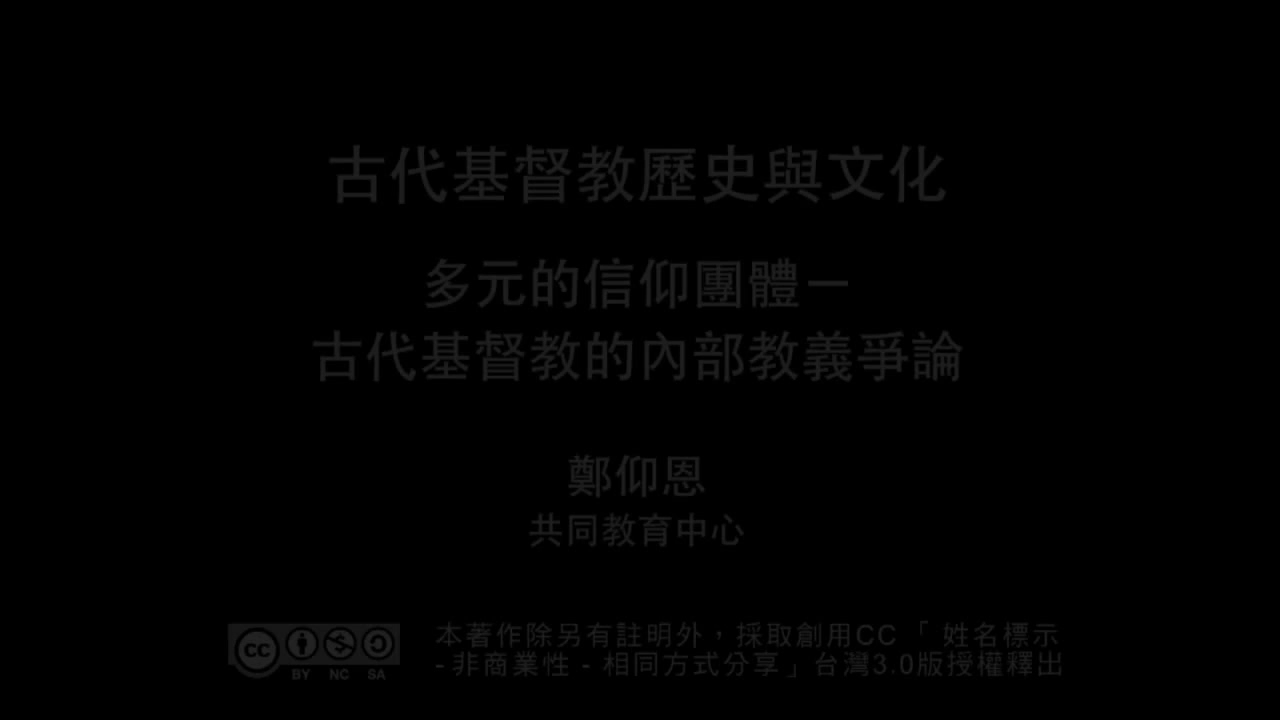 古代基督教歷史與文化
多元的信仰團體－
古代基督教的內部教義爭論
鄭仰恩
共同教育中心
cc
BY NC SA
本著作除另有註明外，採取創用CC「姓名標示
- 非商業性 - 相同方式分享」台灣3.0版授權釋出